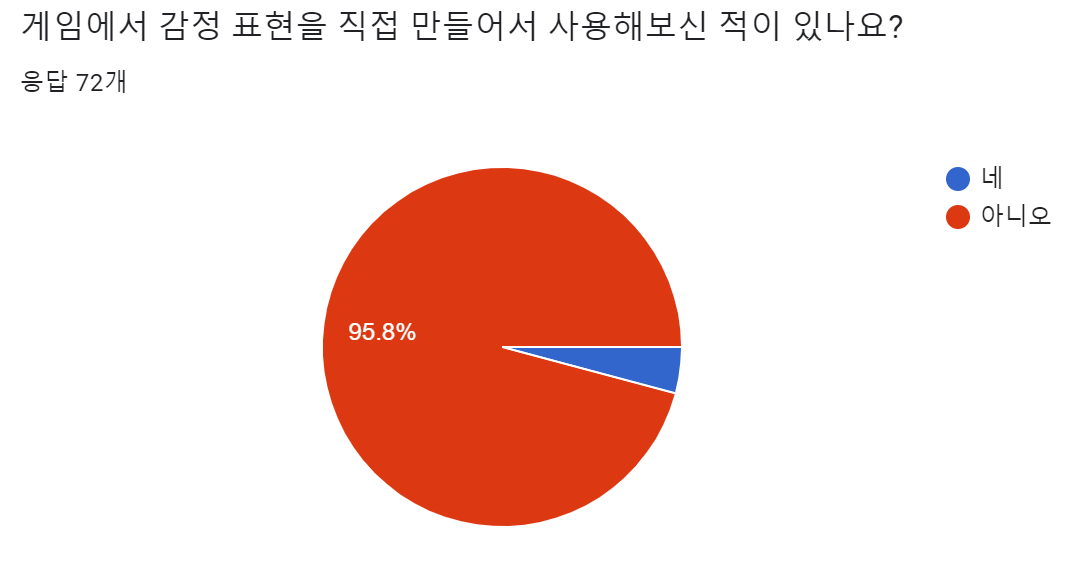 게임에서 감정 표현을 직접 만들어서 사용해보신 적이 있나요?
응답 72개
네
아니오
95.8%